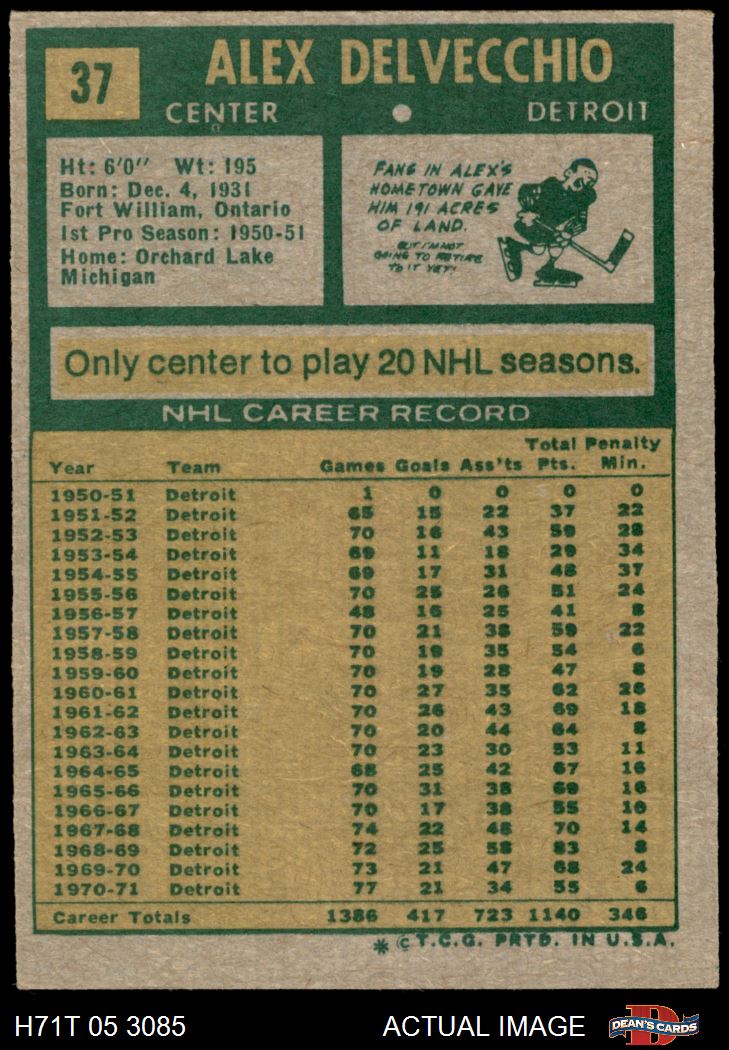 37
ALEX DELVECCHIO
CENTER DETROIT
Ht: 6'0" Wt: 195
Born: Dec. 4, 1931
Fort William, Ontario
1st Pro Season: 1950-51
Home: Orchard Lake
Michigan
FANS IN ALEX'S
HOMETOWN GAVE
HIM 191 ACRES
OF LAND.
BUT I'M NOT
GOING TO RETIRE
TO IT YET!
Only center to play 20 NHL seasons.
NHL CAREER RECORD
Total Penalty
Year Team Games Goals Ass'ts Pts. Min.
1950-51 Detroit 1 0 0 0 0
1951-52 Detroit 65 15 22 37 22
1952-53 Detroit 70 16 43 59 28
1953-54 Detroit 69 11 18 29 34
1954-55 Detroit 69 17 31 48 37
1955-56 Detroit 70 25 26 51 24
1956-57 Detroit 48 16 25 41 8
1957-58 Detroit 70 21 38 59 22
1958-59 Detroit 70 19 35 54 6
1959-60 Detroit 70 19 28 47 8
1960-61 Detroit 70 27 35 62 26
1961-62 Detroit 70 26 43 69 18
1962-63 Detroit 70 20 44 64 8
1963-64 Detroit 70 23 30 53 11
1964-65 Detroit 68 25 42 67 16
1965-66 Detroit 70 31 38 69 16
1966-67 Detroit 70 17 38 55 10
1967-68 Detroit 74 22 48 70 14
1968-69 Detroit 72 25 58 83 8
1969-70 Detroit 73 21 47 68 24
1970-71 Detroit 77 21 34 55 6
Career Totals 1386 417 723 1140 346
* © T.C.G. PRTD. IN U.S.A.
H71T 05 3085 ACTUAL IMAGE D DEAN'S CARDS